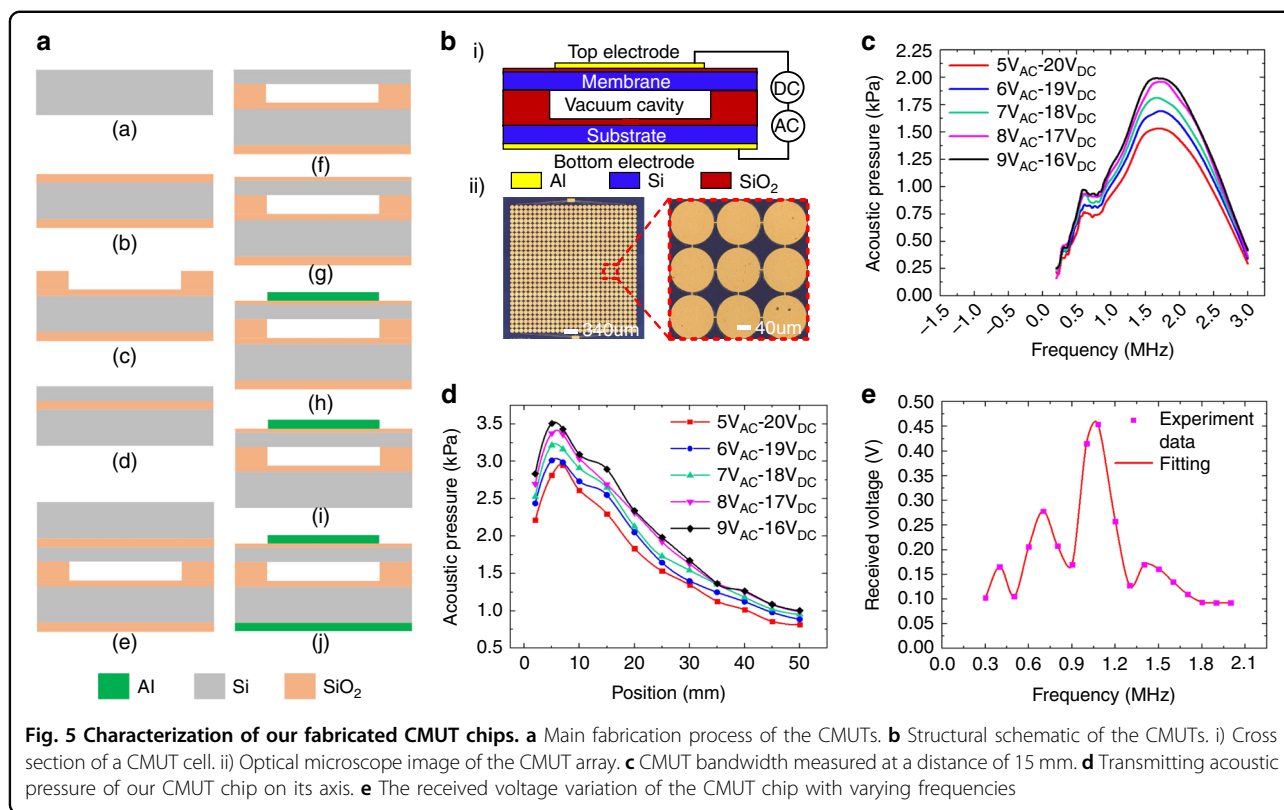 a
(a)
(b)
(c)
(d)
(e)
(f)
(g)
(h)
(i)
(j)
Al Si SiO2
b
i)
Top electrode
Membrane
Vacuum cavity
Substrate
Bottom electrode
DC
AC
Al Si SiO2
ii)
340um
40um
c
Acoustic pressure (kPa)
2.25
2.00
1.75
1.50
1.25
1.00
0.75
0.50
0.25
0.00
5VAC-20VDC
6VAC-19VDC
7VAC-18VDC
8VAC-17VDC
9VAC-16VDC
−1.5 −1.0 −0.5 0.0 0.5 1.0 1.5 2.0 2.5 3.0
Frequency (MHz)
d
Acoustic pressure (kPa)
3.5
3.0
2.5
2.0
1.5
1.0
0.5
5VAC-20VDC
6VAC-19VDC
7VAC-18VDC
8VAC-17VDC
9VAC-16VDC
0 10 20 30 40 50
Position (mm)
e
Received voltage (V)
0.50
0.45
0.40
0.35
0.30
0.25
0.20
0.15
0.10
0.05
0.00
Experiment
data
Fitting
0.0 0.3 0.6 0.9 1.2 1.5 1.8 2.1
Frequency (MHz)
Fig. 5 Characterization of our fabricated CMUT chips. a Main fabrication process of the CMUTs. b Structural schematic of the CMUTs. i) Cross
section of a CMUT cell. ii) Optical microscope image of the CMUT array. c CMUT bandwidth measured at a distance of 15 mm. d Transmitting acoustic
pressure of our CMUT chip on its axis. e The received voltage variation of the CMUT chip with varying frequencies